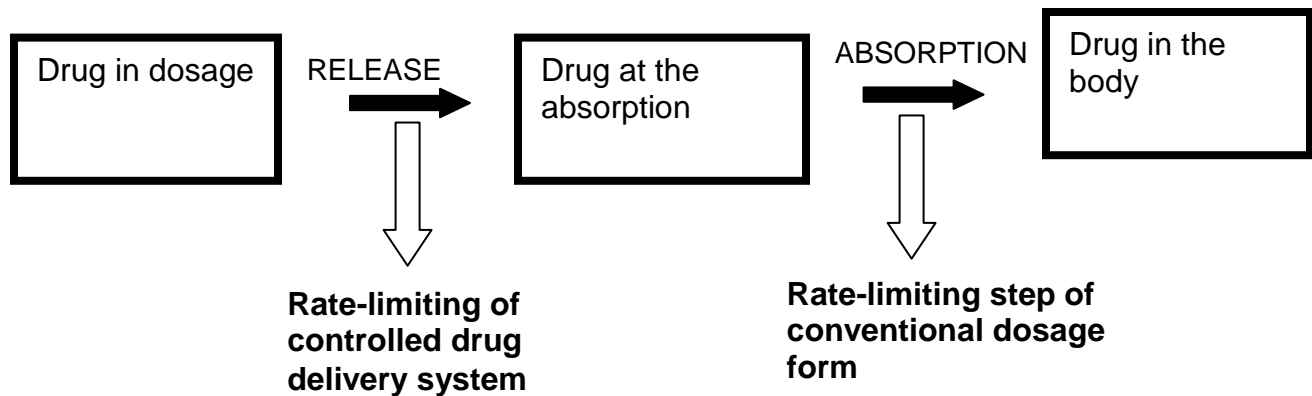 Drug in dosage
RELEASE
Drug at the
absorption
ABSORPTION
Drug in the
body
Rate-limiting of
controlled drug
delivery system
Rate-limiting step of
conventional dosage
form